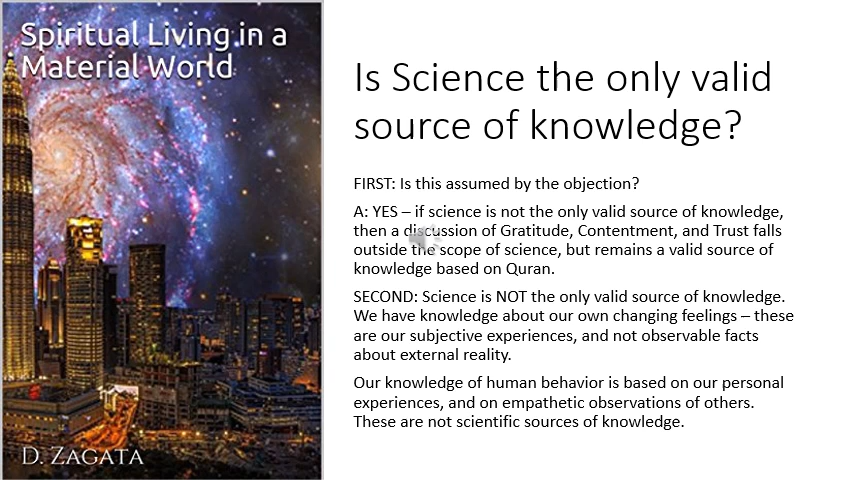 Spiritual Living in a
Material World
D. ZAGATA
Is Science the only valid
source of knowledge?
FIRST: Is this assumed by the objection?
A: YES – if science is not the only valid source of knowledge,
then a discussion of Gratitude, Contentment, and Trust falls
outside the scope of science, but remains a valid source of
knowledge based on Quran.
SECOND: Science is NOT the only valid source of knowledge.
We have knowledge about our own changing feelings – these
are our subjective experiences, and not observable facts
about external reality.
Our knowledge of human behavior is based on our personal
experiences, and on empathetic observations of others.
These are not scientific sources of knowledge.